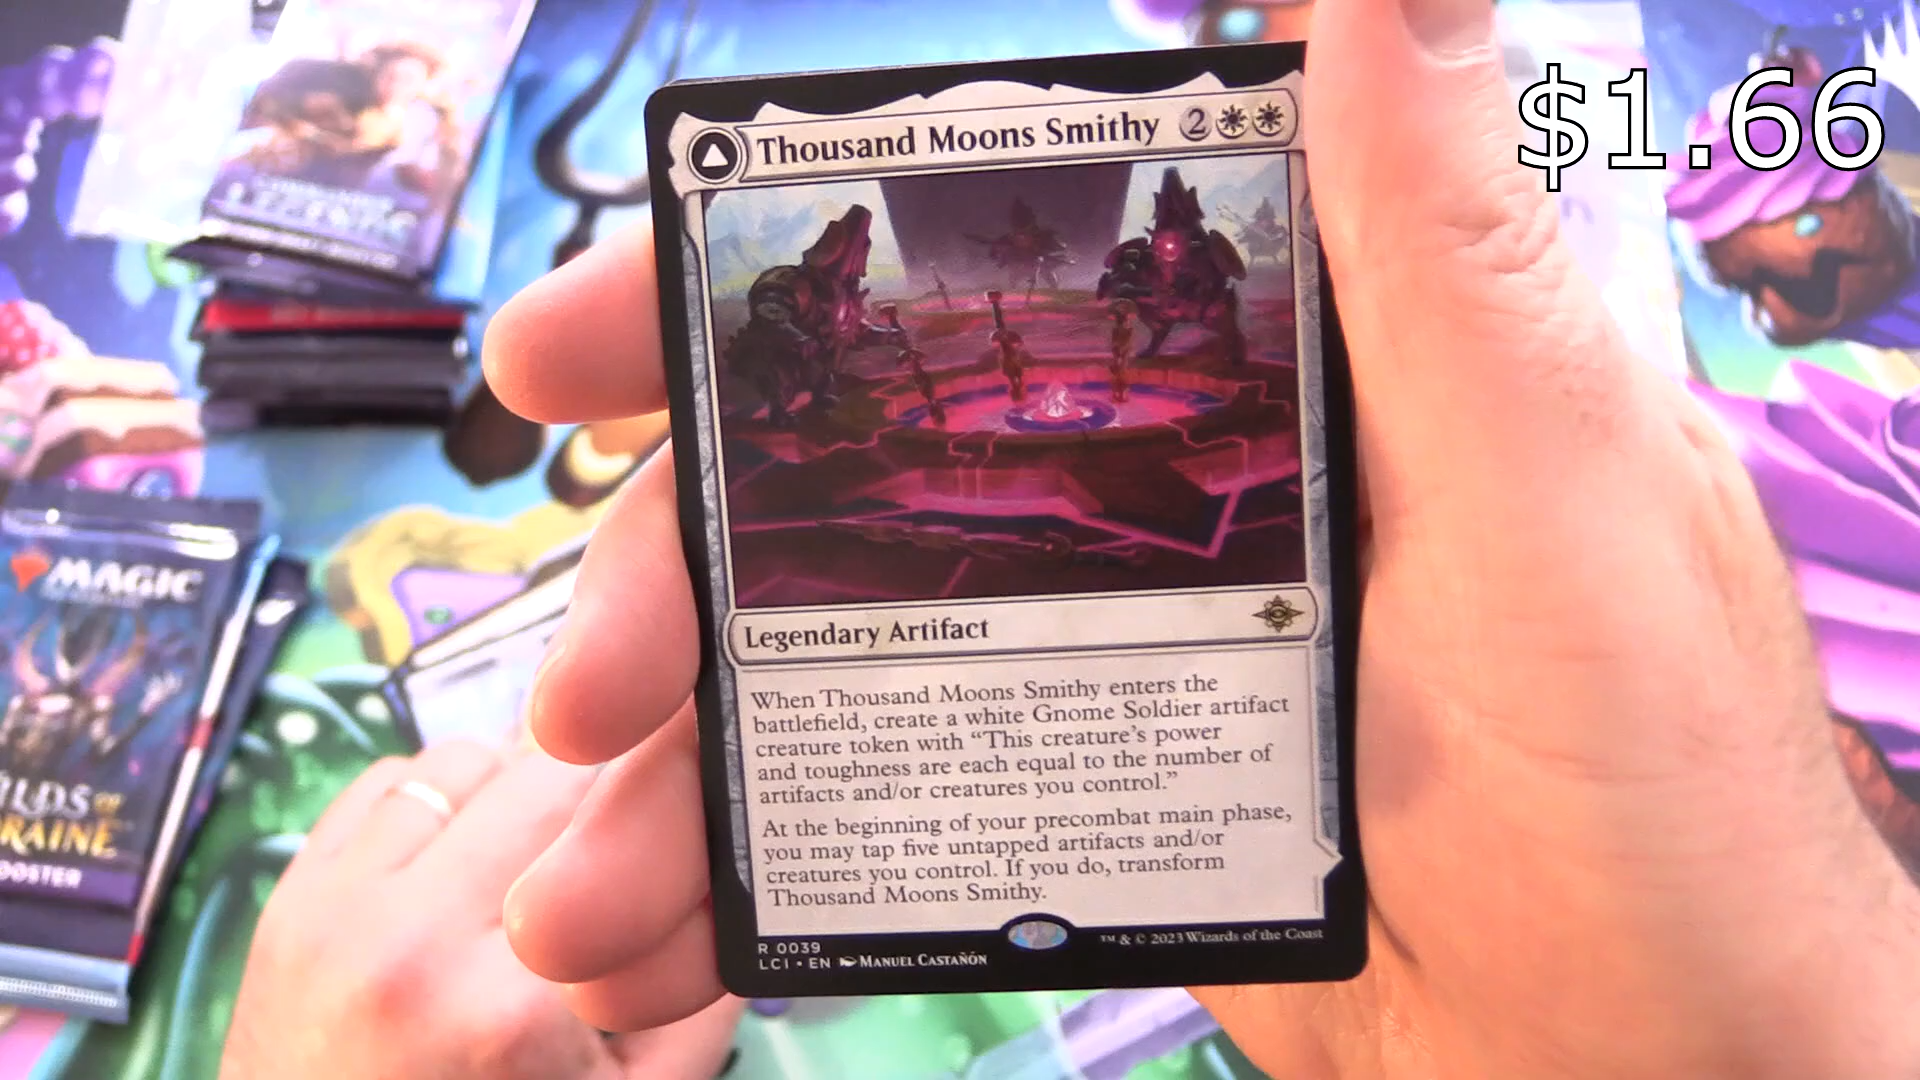 $1.66
Thousand Moons Smithy 2
Legendary Artifact
When Thousand Moons Smithy enters the
battlefield, create a white Gnome Soldier artifact
creature token with “This creature’s power
and toughness are each equal to the number of
artifacts and/or creatures you control.”
At the beginning of your precombat main phase,
you may tap five untapped artifacts and/or
creatures you control. If you do, transform
Thousand Moons Smithy.
R 0039
LCI • EN MANUEL CASTAÑÓN
™ & © 2023 Wizards of the Coast
MAGIC
ILDS OF
RAINE
OOSTER